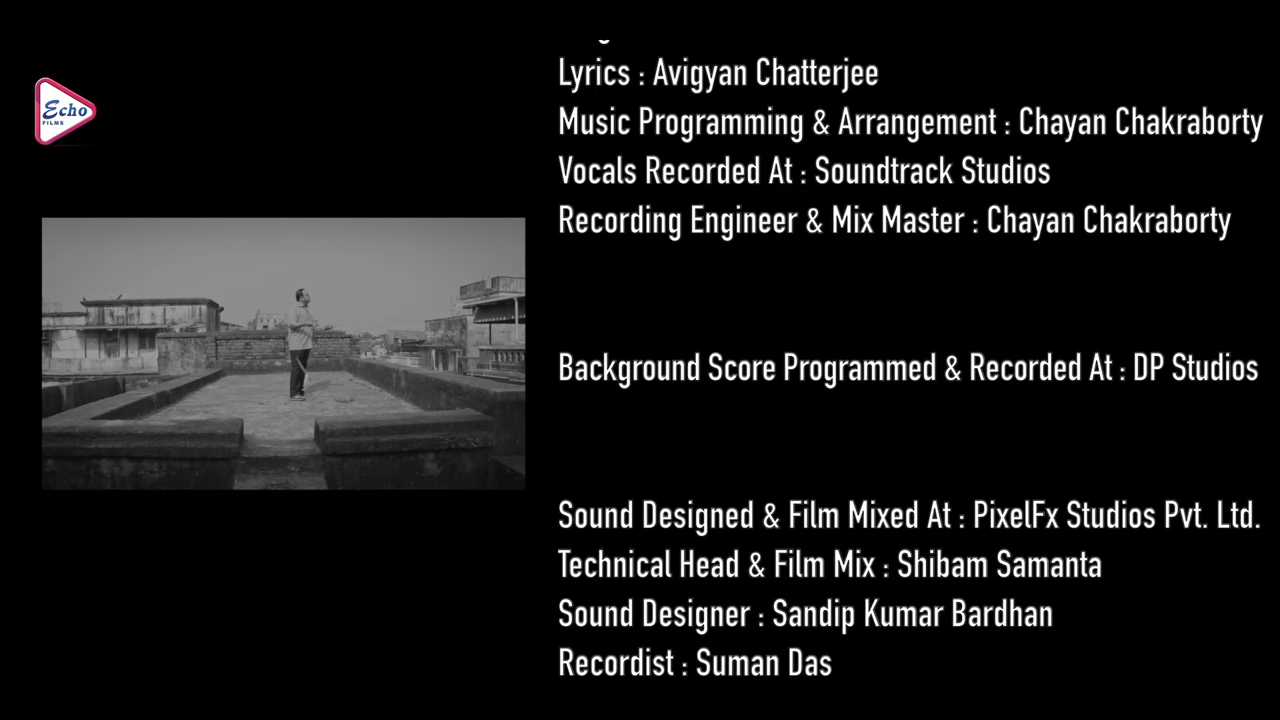 Echo
FILMS
Lyrics : Avigyan Chatterjee
Music Programming & Arrangement : Chayan Chakraborty
Vocals Recorded At : Soundtrack Studios
Recording Engineer & Mix Master : Chayan Chakraborty
Background Score Programmed & Recorded At : DP Studios
Sound Designed & Film Mixed At : PixelFx Studios Pvt. Ltd.
Technical Head & Film Mix : Shibam Samanta
Sound Designer : Sandip Kumar Bardhan
Recordist : Suman Das